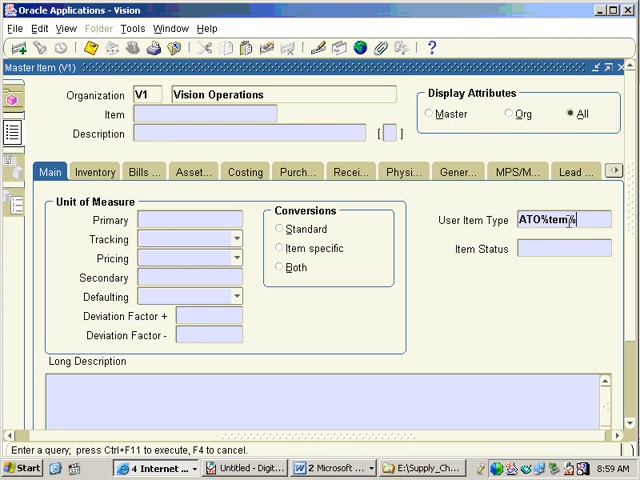 Oracle Applications - Vision
File Edit View Folder Tools Window Help
Master Item (V1)
Organization V1 Vision Operations
Display Attributes
Item
Master Org All
Description [ ]
Main Inventory Bills ... Asset... Costing Purch... Recei... Physi... Gener... MPS/M... Lead ...
Unit of Measure
Conversions
Primary
User Item Type ATO%tem%
Standard
Tracking
Item specific
Item Status
Pricing
Both
Secondary
Defaulting
Deviation Factor +
Deviation Factor -
Long Description
Enter a query; press Ctrl+F11 to execute, F4 to cancel.
Start 4 Internet ... Untitled - Digit... 2 Microsoft ... E:\Supply_Ch... 8:59 AM